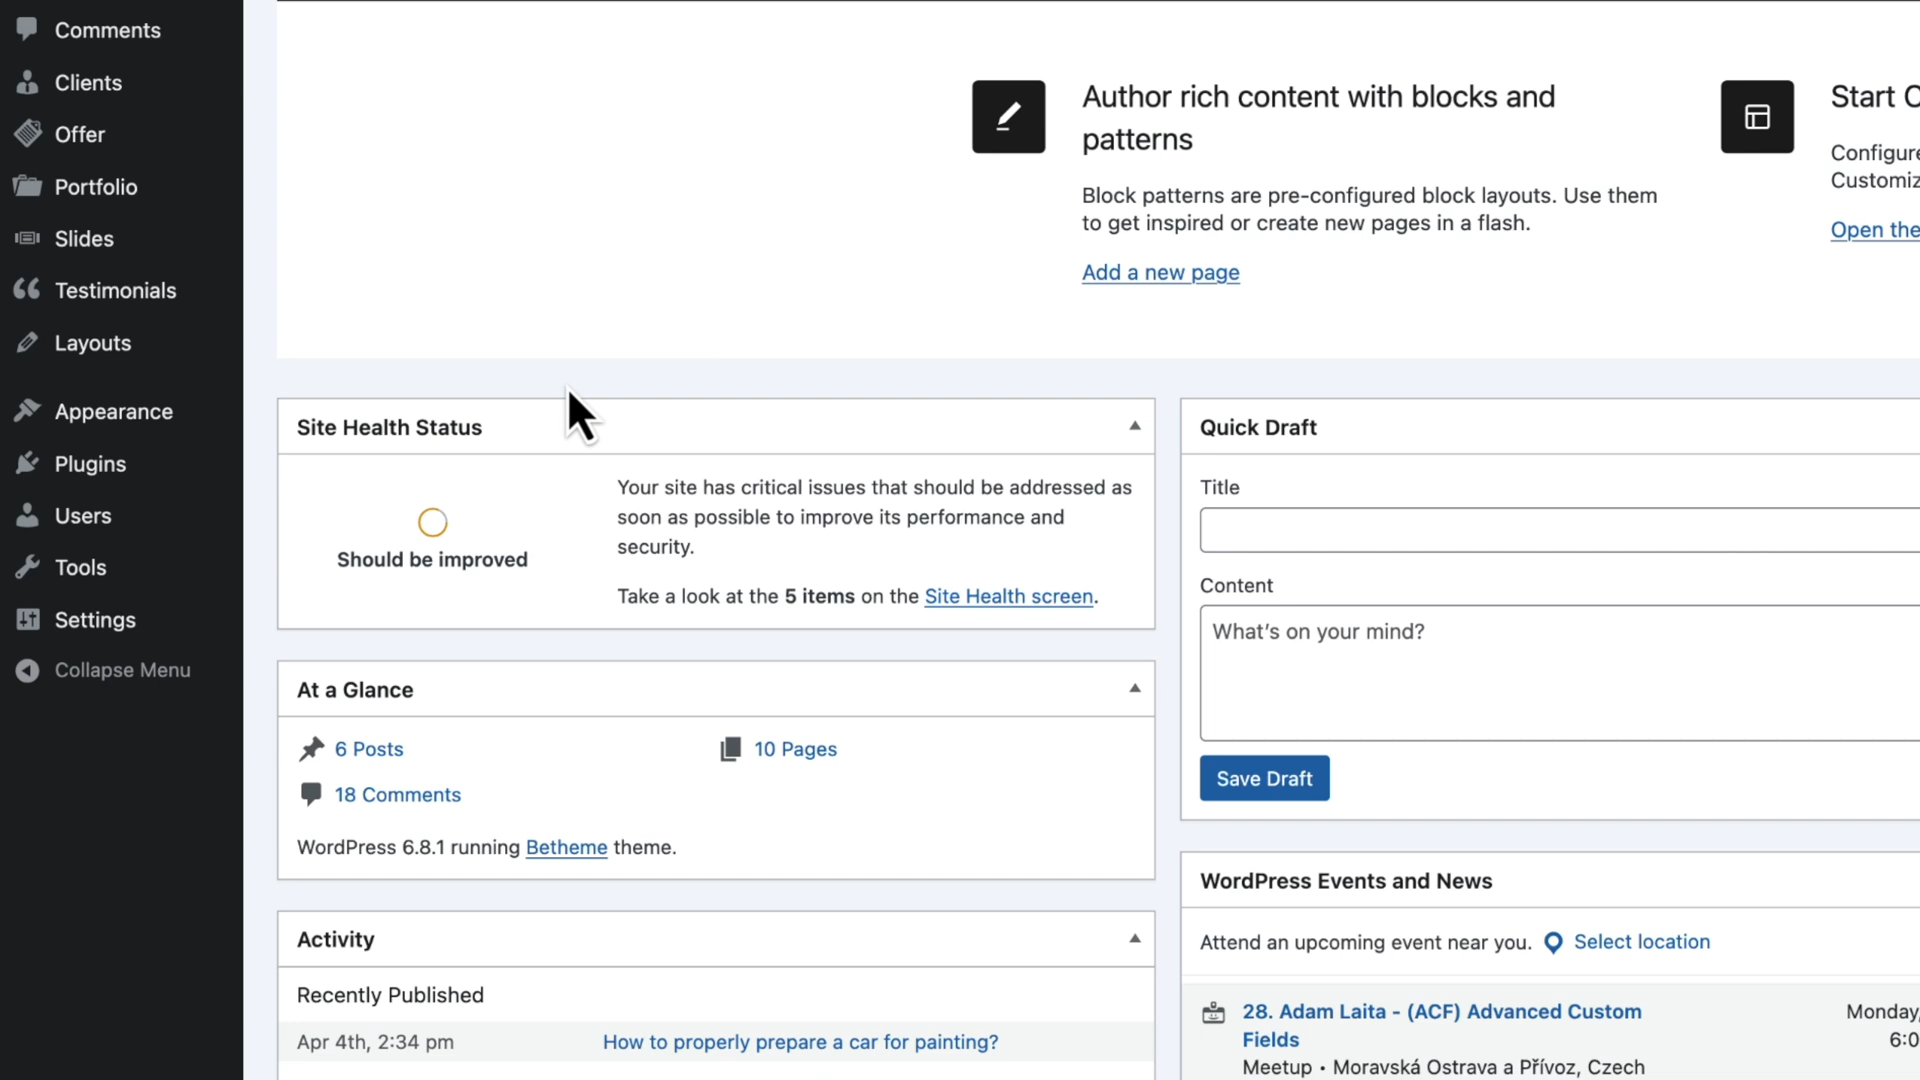 Comments
Clients
Offer
Portfolio
Slides
Testimonials
Layouts
Appearance
Plugins
Users
Tools
Settings
Collapse Menu
Author rich content with blocks and
patterns
Block patterns are pre-configured block layouts. Use them
to get inspired or create new pages in a flash.
Add a new page
Start C
Configure
Customiz
Open the
Site Health Status
Should be improved
Your site has critical issues that should be addressed as
soon as possible to improve its performance and
security.
Take a look at the 5 items on the Site Health screen.
At a Glance
6 Posts
10 Pages
18 Comments
WordPress 6.8.1 running Betheme theme.
Activity
Recently Published
Apr 4th, 2:34 pm
How to properly prepare a car for painting?
Quick Draft
Title
Content
What's on your mind?
Save Draft
WordPress Events and News
Attend an upcoming event near you. Select location
28. Adam Laita - (ACF) Advanced Custom
Fields
Meetup • Moravská Ostrava a Přívoz, Czech
Monday,
6:0